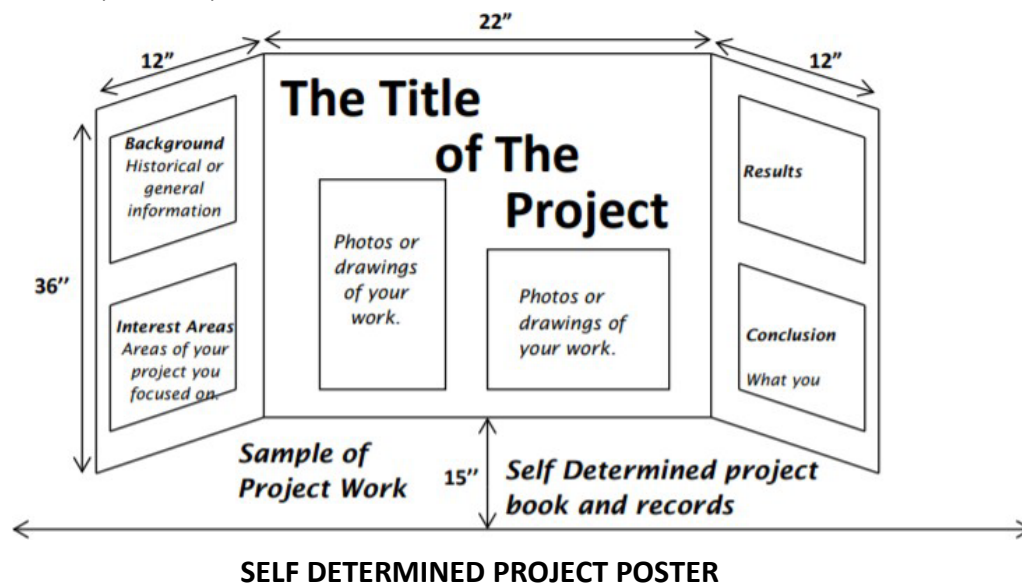 22”
12”
12”
The Title
of The
Project
Background
Historical or
general
information
Results
Photos or
drawings
of your
work.
36’’
Photos or
drawings of
your work.
Interest Areas
Areas of your
project you
focused on.
Conclusion
What you
Sample of
Project Work
15’’
Self Determined project
book and records
SELF DETERMINED PROJECT POSTER